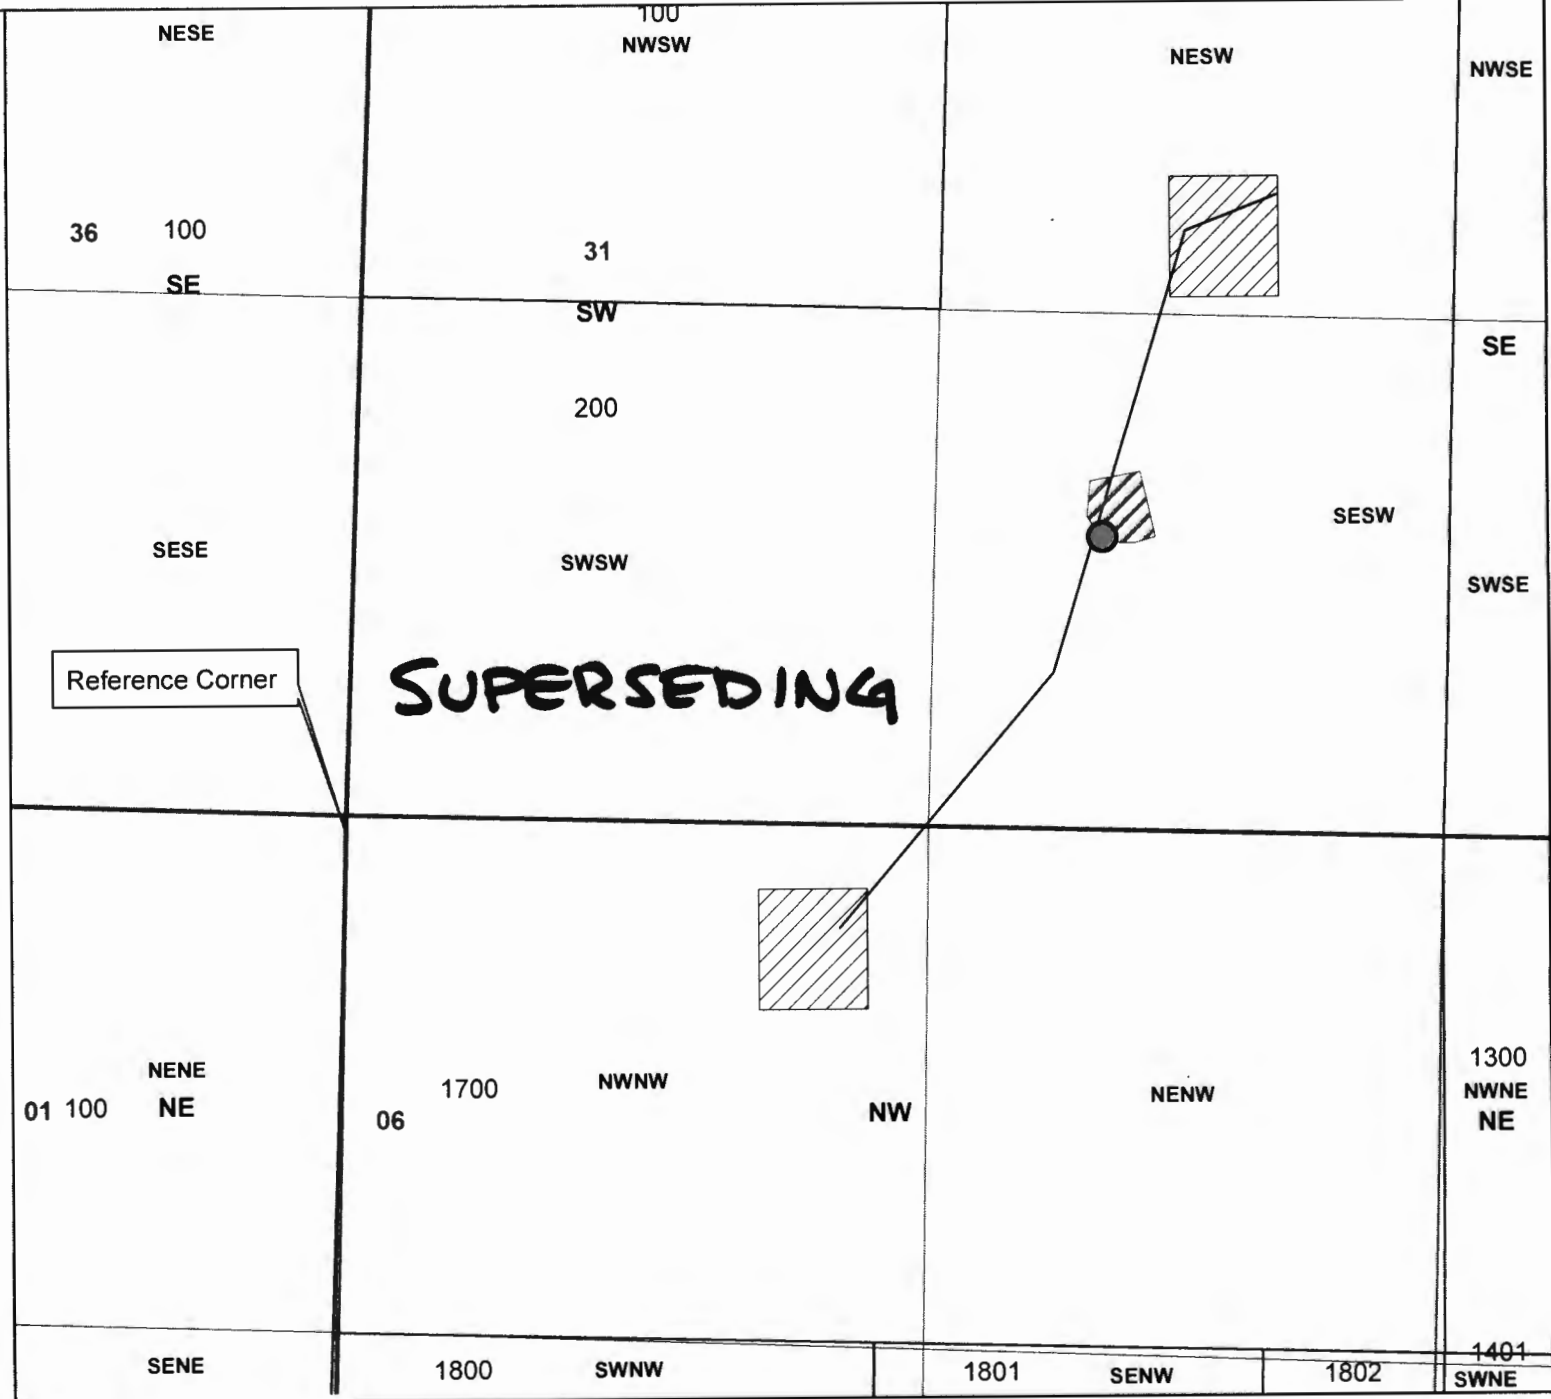 100
NESE
NWSW
NESW
NWSE
36 100
31
SE
SW
SE
200
SESW
SESE
SWSW
SWSE
Reference Corner
SUPERSEDING
1300
NENE
1700 NWNW
NENW
NWNE
01 100 NE
06
NW
NE
1401
SENE
1800 SWNW
1801 SENW
1802
SWNE